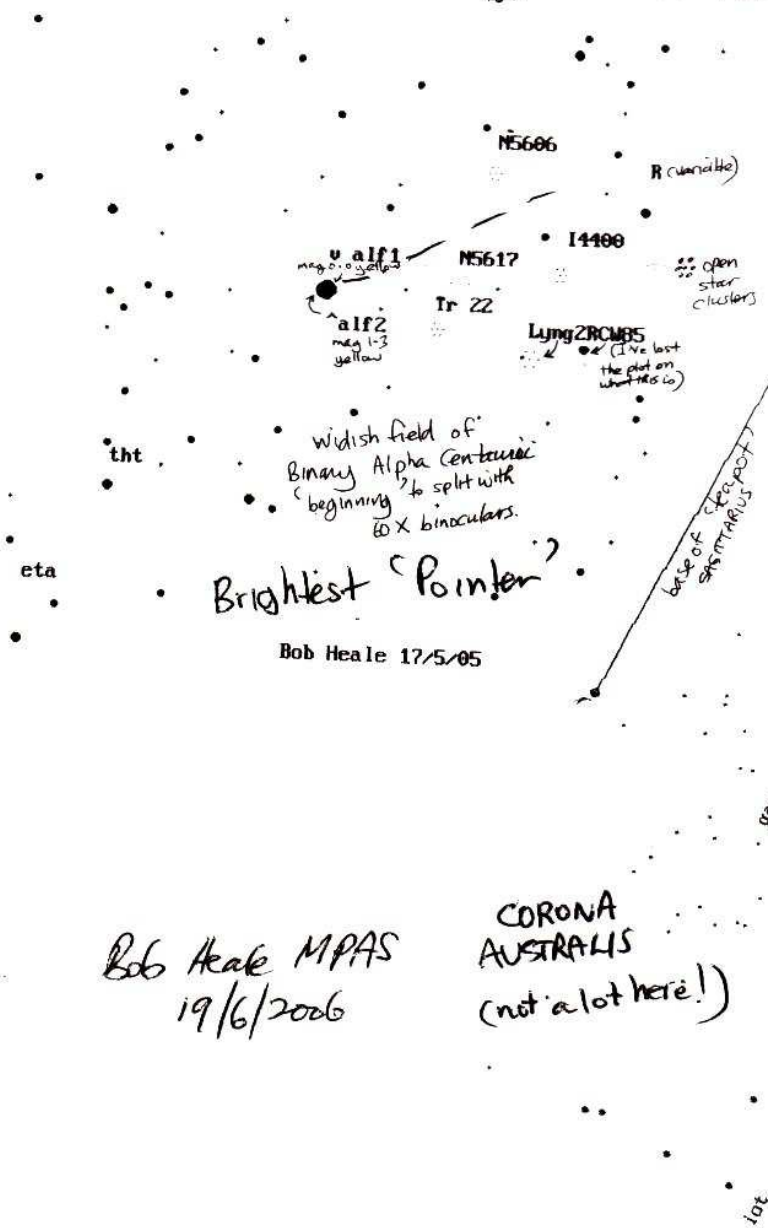 N5606
R (variable)
alf1
mag 0.0 yellow
I4400
N5617
open
star
clusters
Tr 22
alf2
mag 1-3
yellow
Lyng2RCW85
(I've lost
the plot on
what this is)
widish field of
Binary Alpha Centauri
'beginning' to split with
binoculars.
tht
eta
Brightest 'Pointer'
Bob Heale 17/5/05
base of 'teapot'
SAGITTARIUS
CORONA
AUSTRALIS
(not a lot here!)
Bob Heale MPAS
19/6/2006
iot